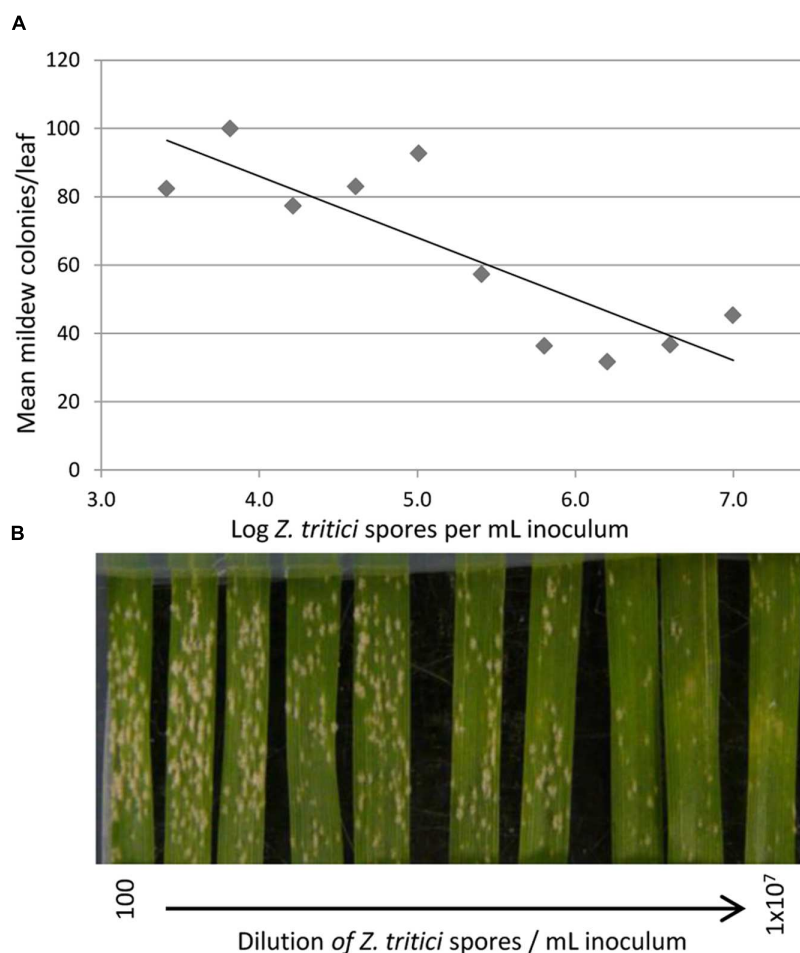 A
120
100
80
60
40
20
0
Mean mildew colonies/leaf
3.0 4.0 5.0 6.0 7.0
Log Z. tritici spores per mL inoculum
B
100
1x10⁷
Dilution of Z. tritici spores / mL inoculum